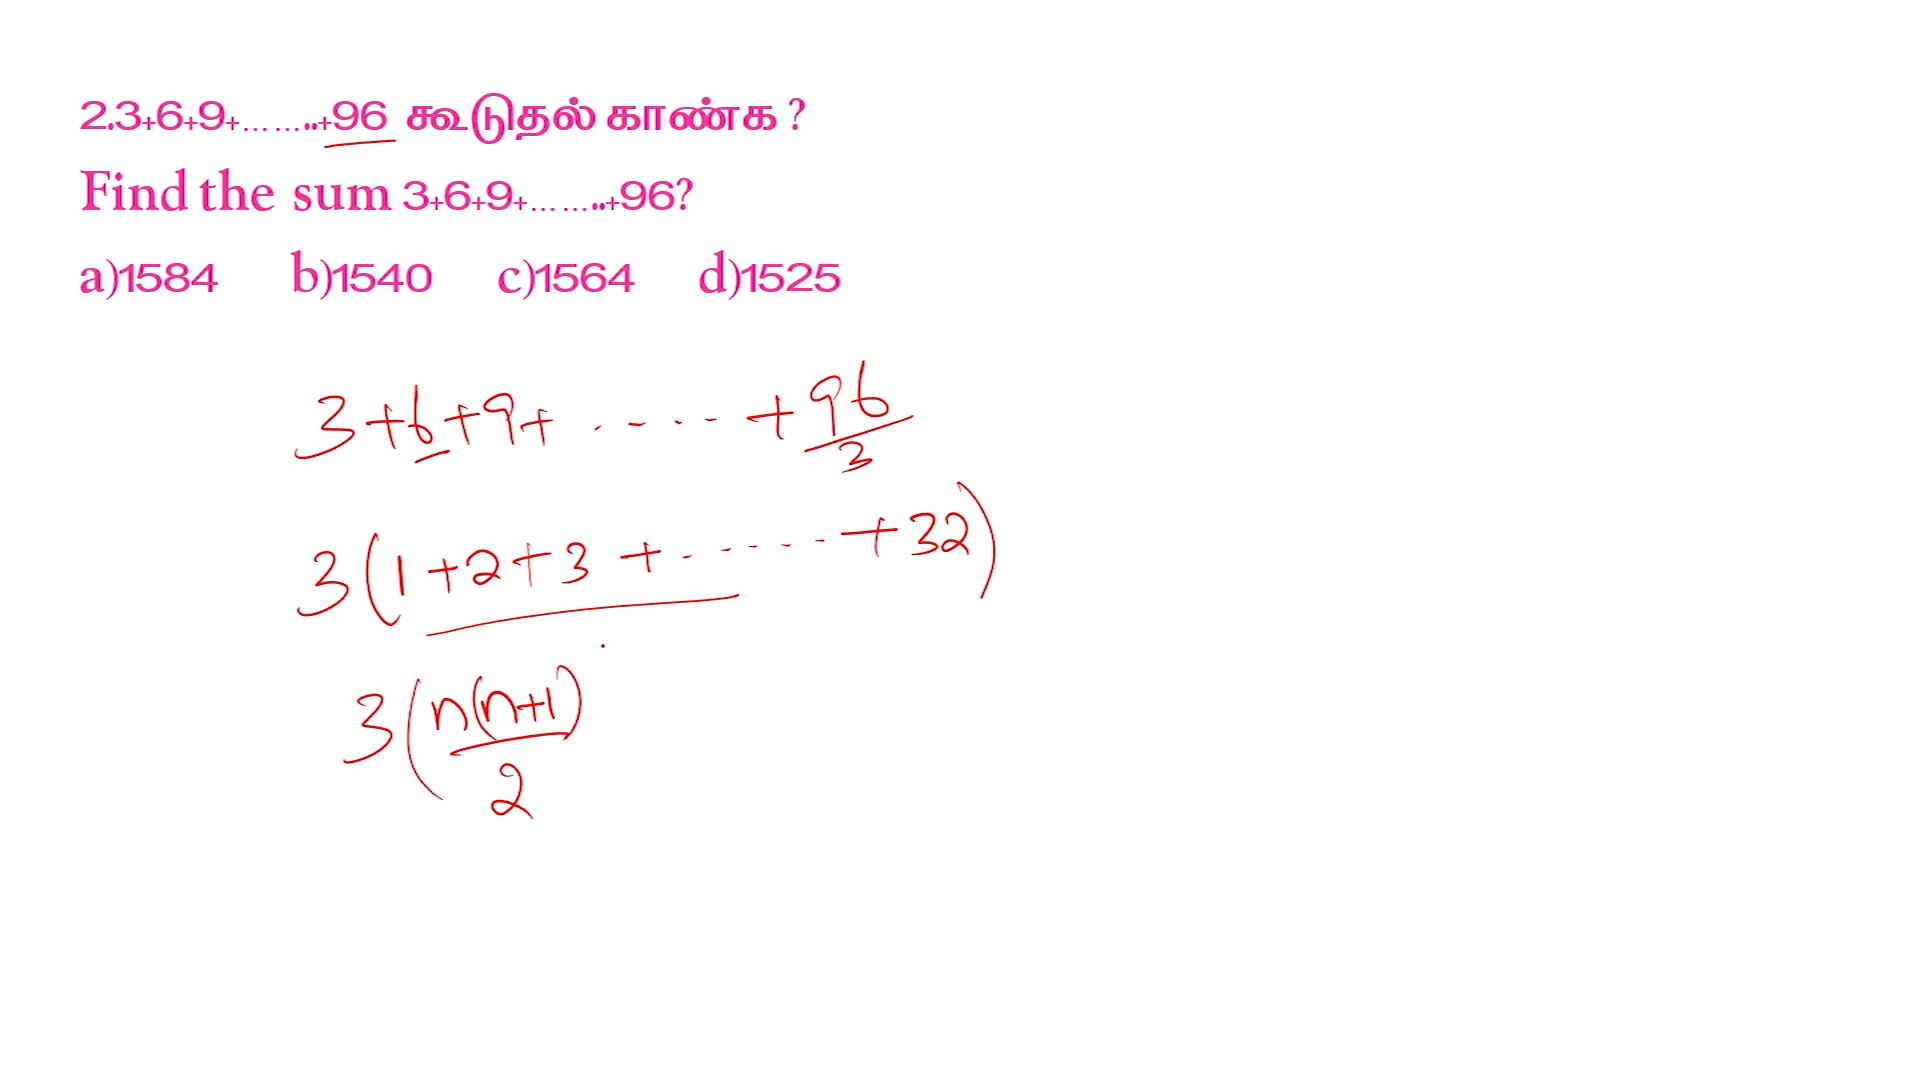 2.3+6+9+……..+96 கூடுதல் காண்க ?
Find the sum 3+6+9+……..+96?
a)1584 b)1540 c)1564 d)1525
3+6+9+.----+96/3
3(1+2+3+.-----+32)
3(n(n+1)/2